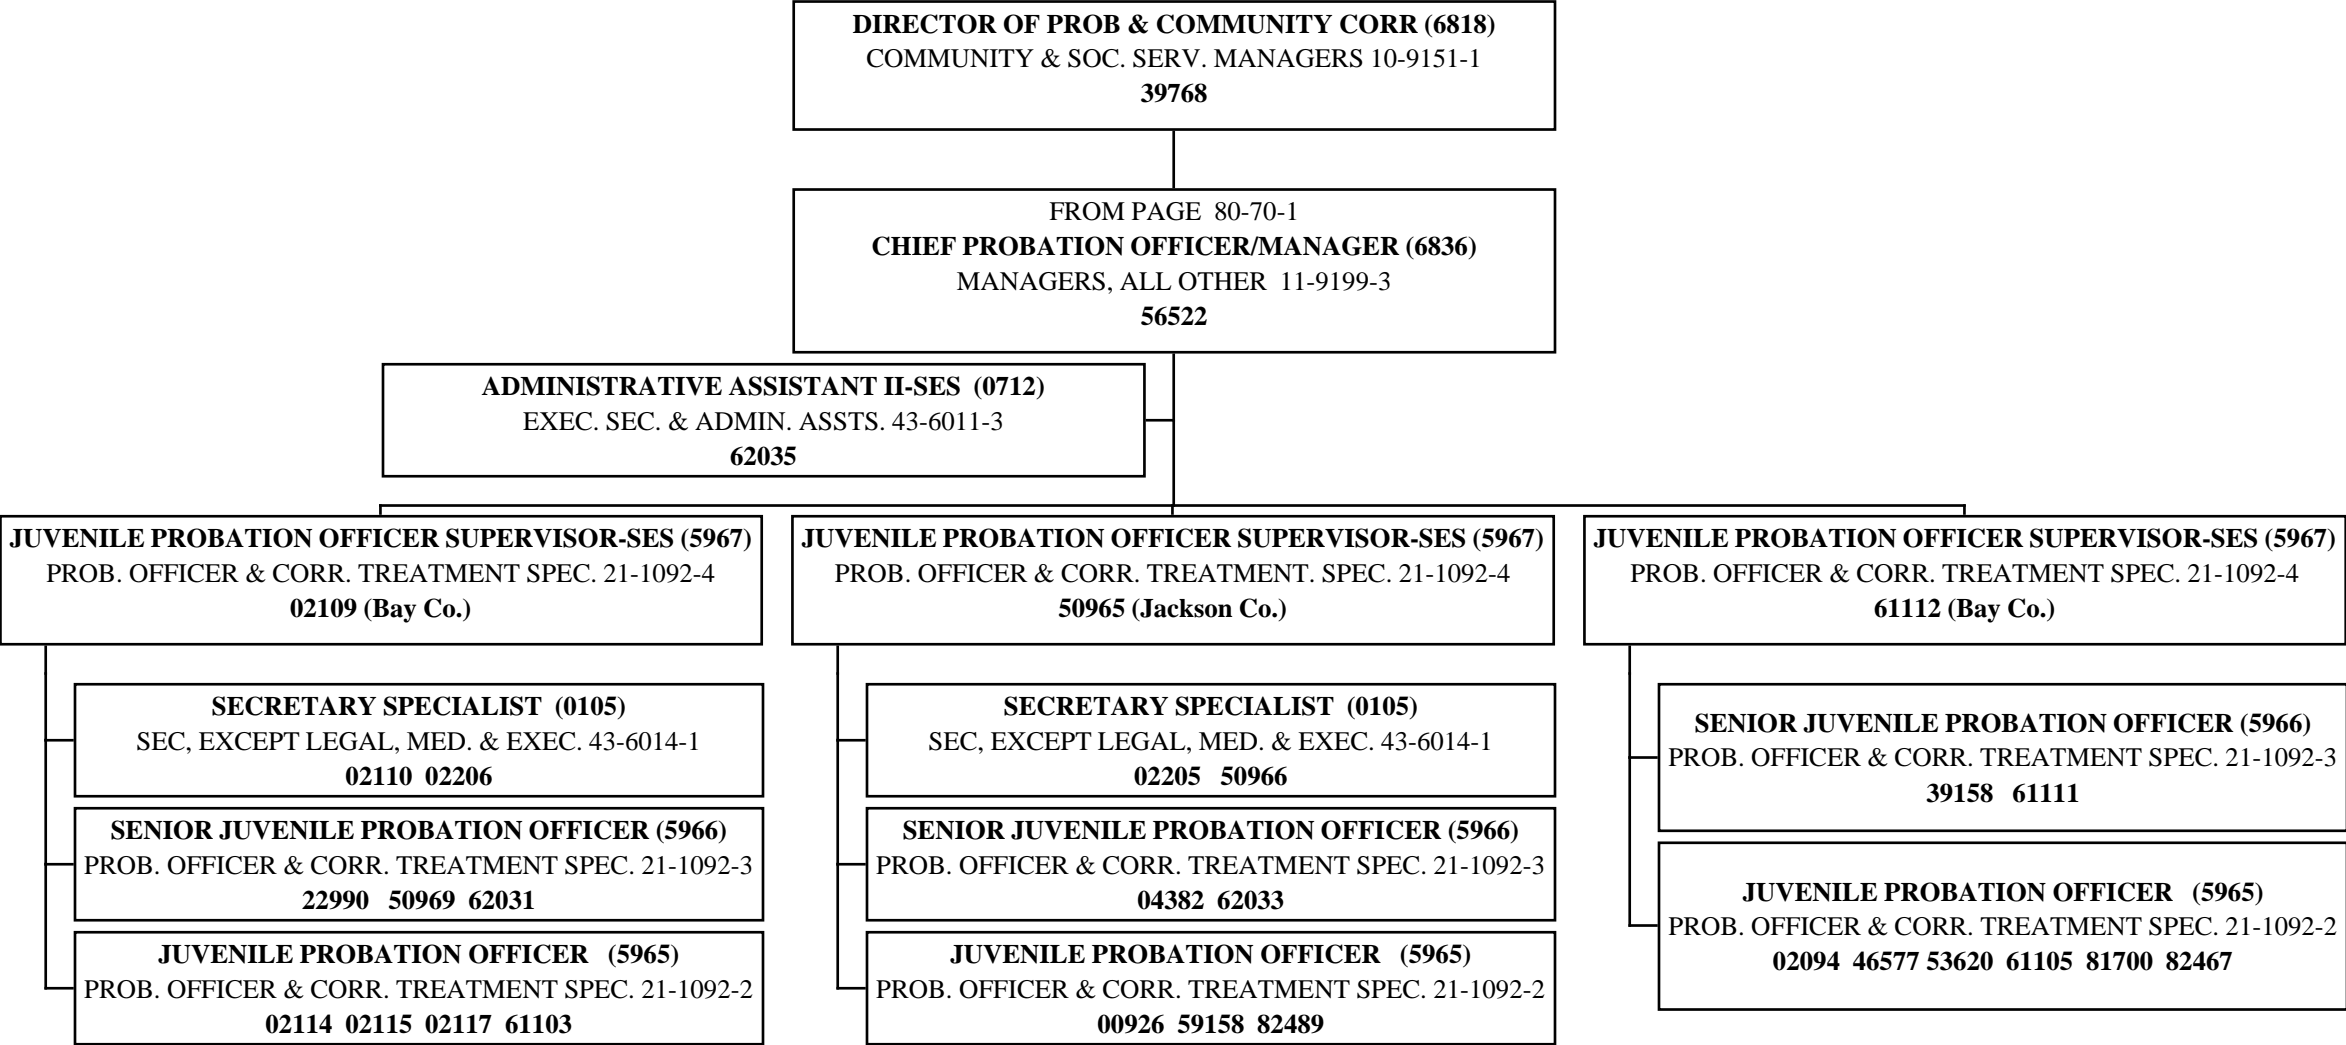 DIRECTOR OF PROB & COMMUNITY CORR (6818)
COMMUNITY & SOC. SERV. MANAGERS 10-9151-1
39768
FROM PAGE 80-70-1
CHIEF PROBATION OFFICER/MANAGER (6836)
MANAGERS, ALL OTHER 11-9199-3
56522
ADMINISTRATIVE ASSISTANT II-SES (0712)
EXEC. SEC. & ADMIN. ASSTS. 43-6011-3
62035
JUVENILE PROBATION OFFICER SUPERVISOR-SES (5967)
PROB. OFFICER & CORR. TREATMENT SPEC. 21-1092-4
02109 (Bay Co.)
SECRETARY SPECIALIST (0105)
SEC, EXCEPT LEGAL, MED. & EXEC. 43-6014-1
02110 02206
SENIOR JUVENILE PROBATION OFFICER (5966)
PROB. OFFICER & CORR. TREATMENT SPEC. 21-1092-3
22990 50969 62031
JUVENILE PROBATION OFFICER (5965)
PROB. OFFICER & CORR. TREATMENT SPEC. 21-1092-2
02114 02115 02117 61103
JUVENILE PROBATION OFFICER SUPERVISOR-SES (5967)
PROB. OFFICER & CORR. TREATMENT. SPEC. 21-1092-4
50965 (Jackson Co.)
SECRETARY SPECIALIST (0105)
SEC, EXCEPT LEGAL, MED. & EXEC. 43-6014-1
02205 50966
SENIOR JUVENILE PROBATION OFFICER (5966)
PROB. OFFICER & CORR. TREATMENT SPEC. 21-1092-3
04382 62033
JUVENILE PROBATION OFFICER (5965)
PROB. OFFICER & CORR. TREATMENT SPEC. 21-1092-2
00926 59158 82489
JUVENILE PROBATION OFFICER SUPERVISOR-SES (5967)
PROB. OFFICER & CORR. TREATMENT SPEC. 21-1092-4
61112 (Bay Co.)
SENIOR JUVENILE PROBATION OFFICER (5966)
PROB. OFFICER & CORR. TREATMENT SPEC. 21-1092-3
39158 61111
JUVENILE PROBATION OFFICER (5965)
PROB. OFFICER & CORR. TREATMENT SPEC. 21-1092-2
02094 46577 53620 61105 81700 82467